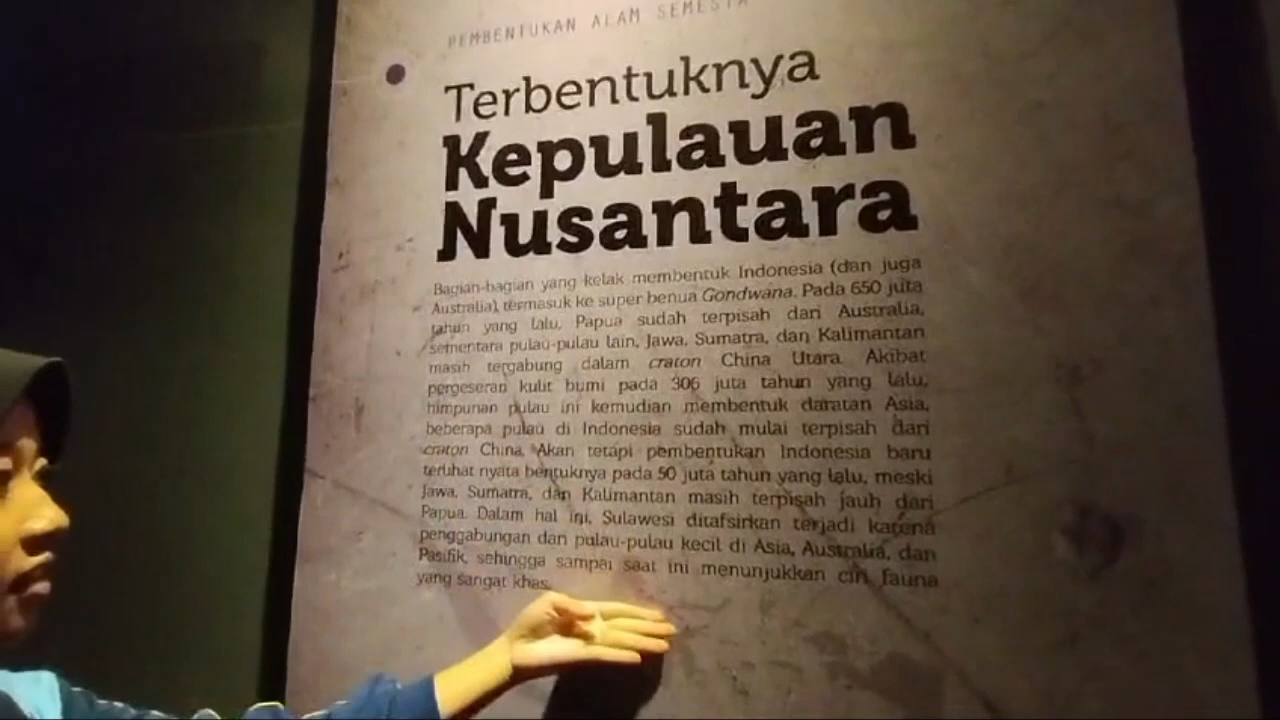 PEMBENTUKAN ALAM SEMESTA
Terbentuknya
Kepulauan
Nusantara
Bagian-bagian yang kelak membentuk Indonesia (dan juga
Australia), termasuk ke super benua Gondwana. Pada 650 juta
tahun yang lalu, Papua sudah terpisah dari Australia,
sementara pulau-pulau lain, Jawa, Sumatra, dan Kalimantan
masih tergabung dalam craton China Utara. Akibat
pergeseran kulit bumi pada 306 juta tahun yang lalu,
himpunan pulau ini kemudian membentuk daratan Asia,
beberapa pulau di Indonesia sudah mulai terpisah dari
craton China. Akan tetapi pembentukan Indonesia baru
terlihat nyata bentuknya pada 50 juta tahun yang lalu, meski
Jawa, Sumatra, dan Kalimantan masih terpisah jauh dari
Papua. Dalam hal ini, Sulawesi ditafsirkan terjadi karena
penggabungan dari pulau-pulau kecil di Asia, Australia, dan
Pasifik, sehingga sampai saat ini menunjukkan ciri fauna
yang sangat khas.